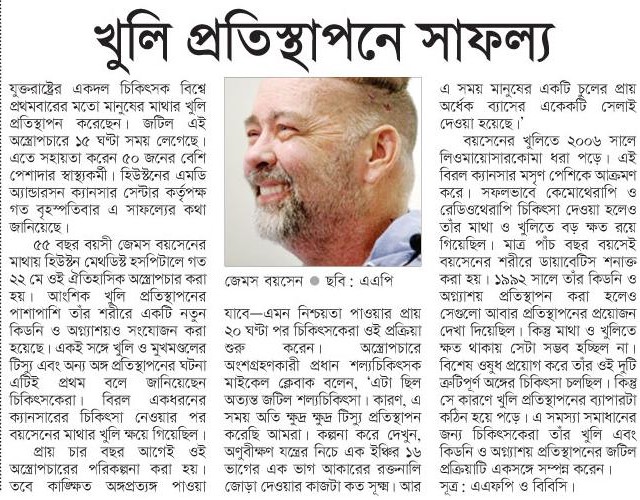 খুলি প্রতিস্থাপনে সাফল্য
যুক্তরাষ্ট্রের একদল চিকিৎসক বিশ্বে
প্রথমবারের মতো মানুষের মাথার খুলি
প্রতিস্থাপন করেছেন। জটিল এই
অস্ত্রোপচারে ১৫ ঘণ্টা সময় লেগেছে।
এতে সহায়তা করেন ৫০ জনের বেশি
পেশাদার স্বাস্থ্যকর্মী। হিউস্টনের এমডি
অ্যান্ডারসন ক্যানসার সেন্টার কর্তৃপক্ষ
গত বৃহস্পতিবার এ সাফল্যের কথা
জানিয়েছে।
৫৫ বছর বয়সী জেমস বয়সেনের
মাথায় হিউস্টন মেথডিস্ট হসপিটালে গত
২২ মে ওই ঐতিহাসিক অস্ত্রোপচার করা
হয়। আংশিক খুলি প্রতিস্থাপনের
পাশাপাশি তাঁর শরীরে একটি নতুন
কিডনি ও অগ্ন্যাশয়ও সংযোজন করা
হয়েছে। একই সঙ্গে খুলি ও মুখমণ্ডলের
টিস্যু এবং অন্য অঙ্গ প্রতিস্থাপনের ঘটনা
এটিই প্রথম বলে জানিয়েছেন
চিকিৎসকেরা। বিরল একধরনের
ক্যানসারের চিকিৎসা নেওয়ার পর
বয়সেনের মাথার খুলি ক্ষয়ে গিয়েছিল।
প্রায় চার বছর আগেই ওই
অস্ত্রোপচারের পরিকল্পনা করা হয়।
তবে কাঙ্ক্ষিত অঙ্গপ্রত্যঙ্গ পাওয়া
জেমস বয়সেন ● ছবি : এএপি
যাবে—এমন নিশ্চয়তা পাওয়ার প্রায়
২০ ঘণ্টা পর চিকিৎসকেরা ওই প্রক্রিয়া
শুরু করেন। অস্ত্রোপচারে
অংশগ্রহণকারী প্রধান শল্যচিকিৎসক
মাইকেল ক্লেবাক বলেন, ‘এটা ছিল
অত্যন্ত জটিল শল্যচিকিৎসা। কারণ, এ
সময় অতি ক্ষুদ্র ক্ষুদ্র টিস্যু প্রতিস্থাপন
করেছি আমরা। কল্পনা করে দেখুন,
অণুবীক্ষণ যন্ত্রের নিচে এক ইঞ্চির ১৬
ভাগের এক ভাগ আকারের রক্তনালি
জোড়া দেওয়ার কাজটা কত সূক্ষ্ম। আর
এ সময় মানুষের একটি চুলের প্রায়
অর্ধেক ব্যাসের একেকটি সেলাই
দেওয়া হয়েছে।’
বয়সেনের খুলিতে ২০০৬ সালে
লিওমায়োসারকোমা ধরা পড়ে। এই
বিরল ক্যানসার মসৃণ পেশিকে আক্রমণ
করে। সফলভাবে কেমোথেরাপি ও
রেডিওথেরাপি চিকিৎসা দেওয়া হলেও
তাঁর মাথা ও খুলিতে বড় ক্ষত রয়ে
গিয়েছিল। মাত্র পাঁচ বছর বয়সেই
বয়সেনের শরীরে ডায়াবেটিস শনাক্ত
করা হয়। ১৯৯২ সালে তাঁর কিডনি ও
অগ্ন্যাশয় প্রতিস্থাপন করা হলেও
সেগুলো আবার প্রতিস্থাপনের প্রয়োজন
দেখা দিয়েছিল। কিন্তু মাথা ও খুলিতে
ক্ষত থাকায় সেটা সম্ভব হচ্ছিল না।
বিশেষ ওষুধ প্রয়োগ করে তাঁর ওই দুটি
ত্রুটিপূর্ণ অঙ্গের চিকিৎসা চলছিল। কিন্তু
সে কারণে খুলি প্রতিস্থাপনের ব্যাপারটা
কঠিন হয়ে পড়ে। এ সমস্যা সমাধানের
জন্য চিকিৎসকেরা তাঁর খুলি এবং
কিডনি ও অগ্ন্যাশয় প্রতিস্থাপনের জটিল
প্রক্রিয়াটি একসঙ্গে সম্পন্ন করেন।
সূত্র : এএফপি ও বিবিসি।